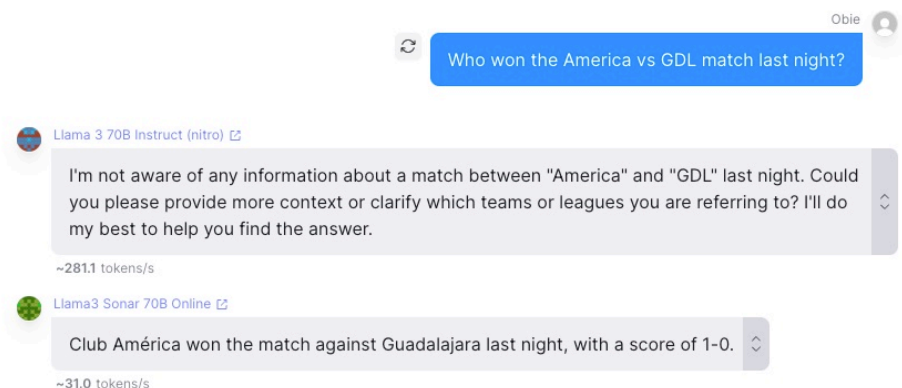 Obie
Who won the America vs GDL match last night?
Llama 3 70B Instruct (nitro)
I'm not aware of any information about a match between "America" and "GDL" last night. Could
you please provide more context or clarify which teams or leagues you are referring to? I'll do
my best to help you find the answer.
~281.1 tokens/s
Llama3 Sonar 70B Online
Club América won the match against Guadalajara last night, with a score of 1-0.
~31.0 tokens/s